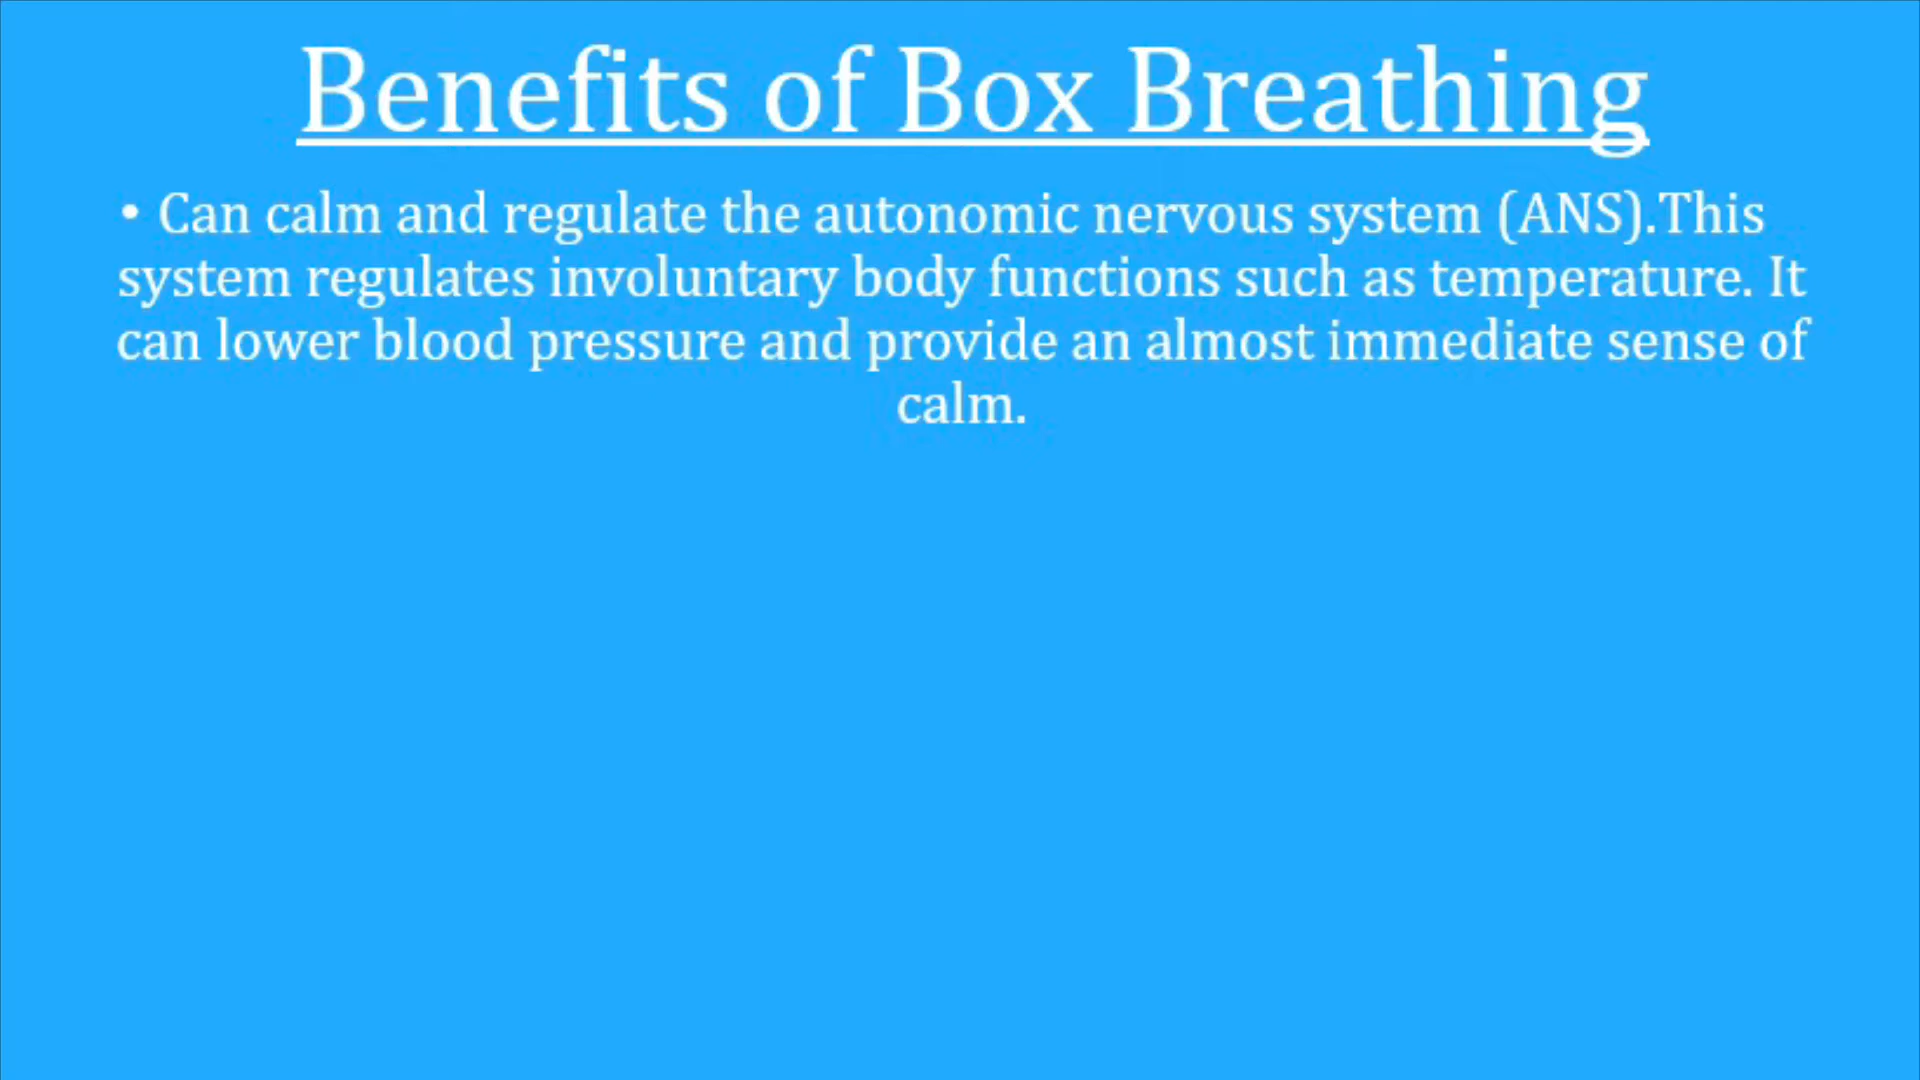 Benefits of Box Breathing
• Can calm and regulate the autonomic nervous system (ANS).This
system regulates involuntary body functions such as temperature. It
can lower blood pressure and provide an almost immediate sense of
calm.